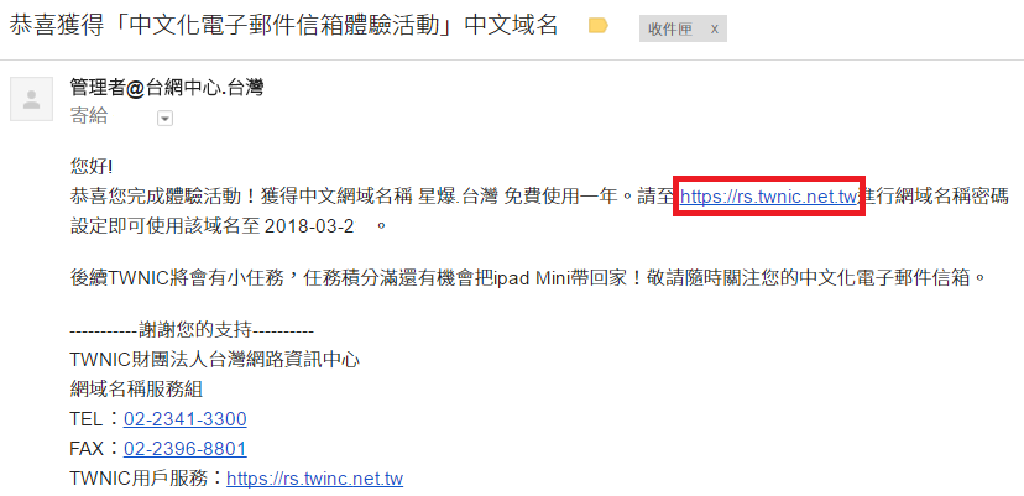 恭喜獲得「中文化電子郵件信箱體驗活動」中文域名 收件匣 x
管理者@台網中心.台灣
寄給
您好!
恭喜您完成體驗活動！獲得中文網域名稱 星爆.台灣 免費使用一年。請至 https://rs.twnic.net.tw進行網域名稱密碼
設定即可使用該域名至 2018-03-2 。
後續TWNIC將會有小任務，任務積分滿還有機會把ipad Mini帶回家！敬請隨時關注您的中文化電子郵件信箱。
-----------謝謝您的支持----------
TWNIC財團法人台灣網路資訊中心
網域名稱服務組
TEL：02-2341-3300
FAX：02-2396-8801
TWNIC用戶服務：https://rs.twinc.net.tw